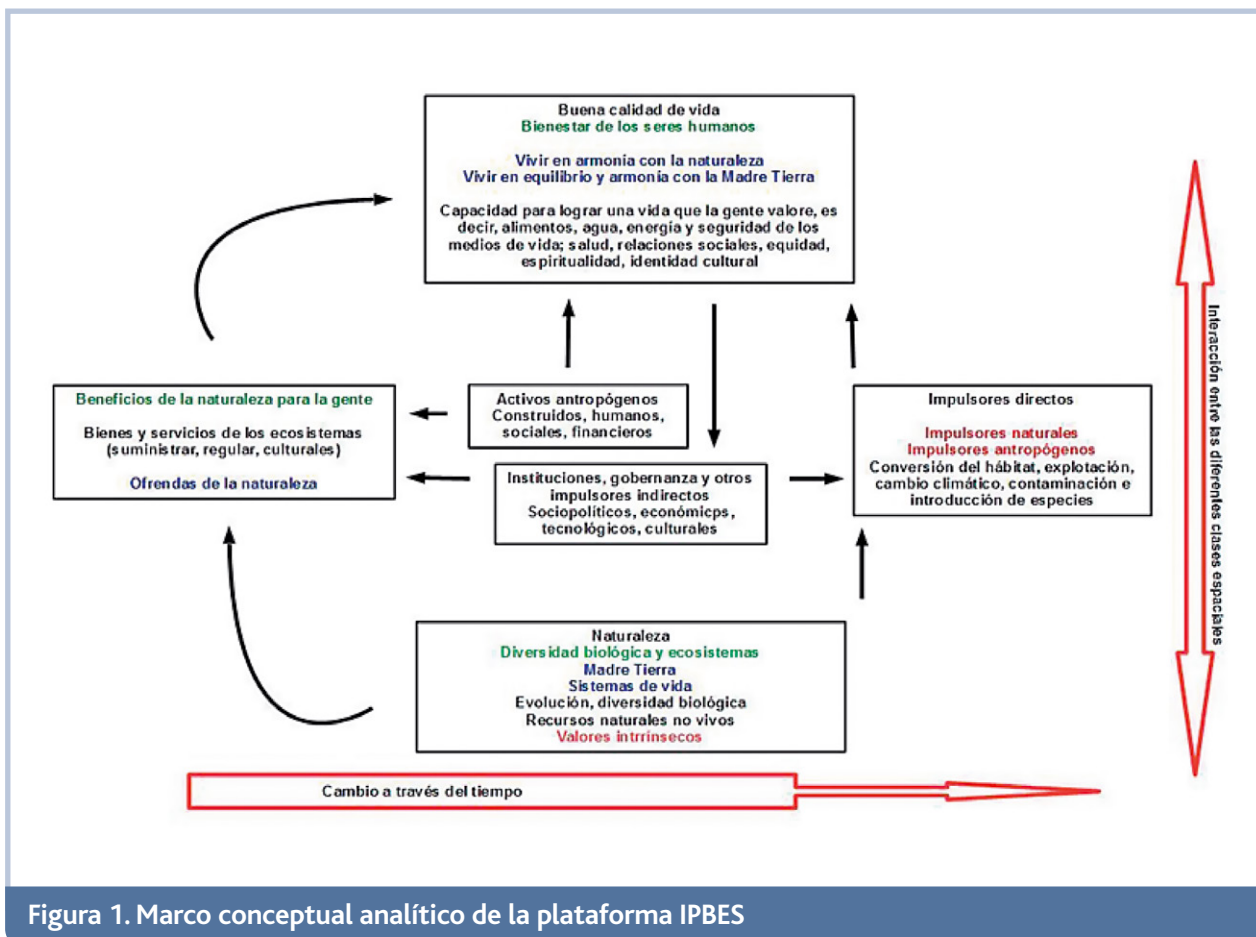 Buena calidad de vida
Bienestar de los seres humanos
Vivir en armonía con la naturaleza
Vivir en equilibrio y armonía con la Madre Tierra
Capacidad para lograr una vida que la gente valore, es
decir, alimentos, agua, energía y seguridad de los
medios de vida; salud, relaciones sociales, equidad,
espiritualidad, identidad cultural
Beneficios de la naturaleza para la gente
Bienes y servicios de los ecosistemas
(suministrar, regular, culturales)
Ofrendas de la naturaleza
Activos antropógenos
Construidos, humanos,
sociales, financieros
Instituciones, gobernanza y otros
impulsores indirectos
Sociopolíticos, económicps,
tecnológicos, culturales
Impulsores directos
Impulsores naturales
Impulsores antropógenos
Conversión del hábitat, explotación,
cambio climático, contaminación e
introducción de especies
Interacción entre las diferentes clases espaciales
Naturaleza
Diversidad biológica y ecosistemas
Madre Tierra
Sistemas de vida
Evolución, diversidad biológica
Recursos naturales no vivos
Valores intrrínsecos
Cambio a través del tiempo
Figura 1. Marco conceptual analítico de la plataforma IPBES